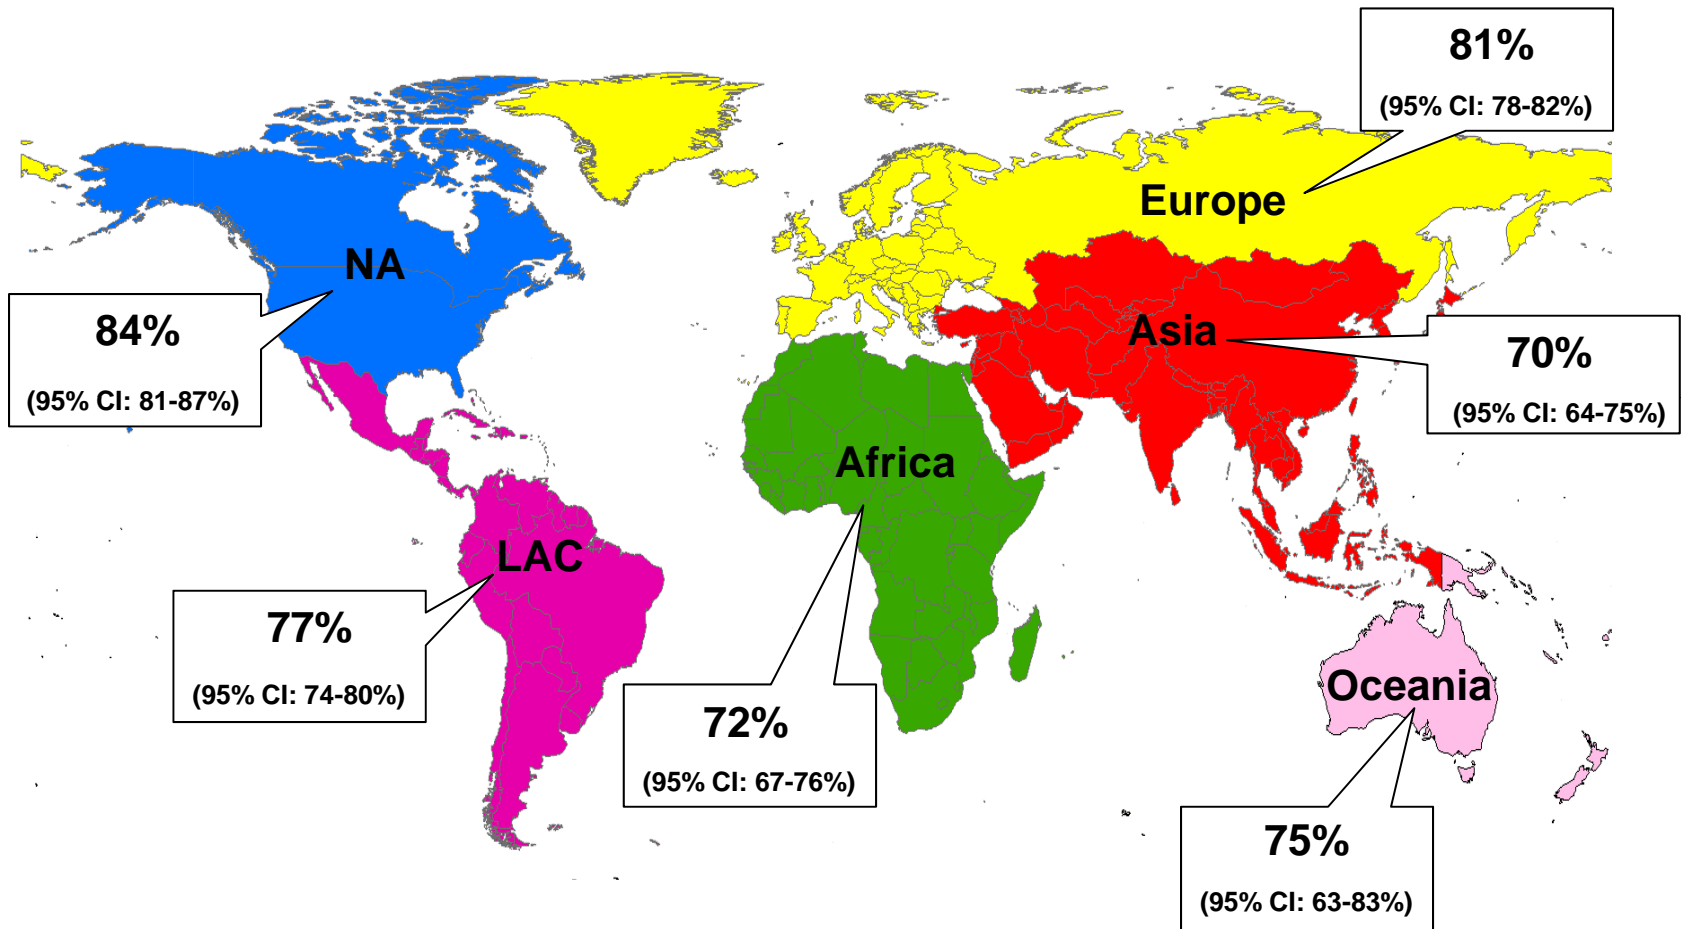 81%
(95% CI: 78-82%)
Europe
NA
84%
(95% CI: 81-87%)
Asia
70%
(95% CI: 64-75%)
Africa
LAC
77%
(95% CI: 74-80%)
72%
(95% CI: 67-76%)
Oceania
75%
(95% CI: 63-83%)